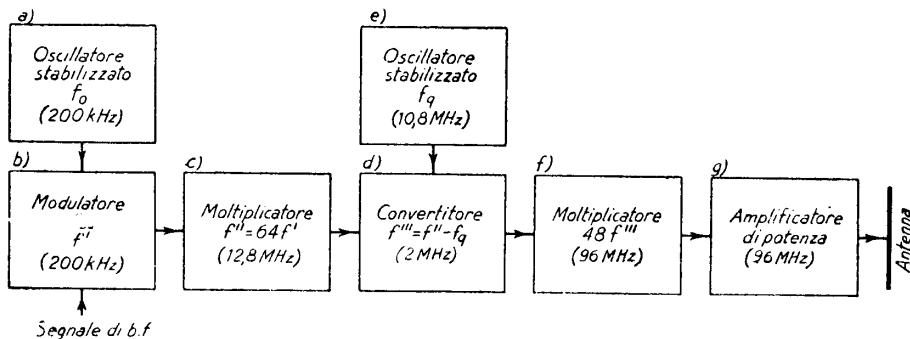 a)
Oscillatore
stabilizzato
f₀
(200 kHz)
e)
Oscillatore
stabilizzato
fq
(10,8 MHz)
b)
Modulatore
f'
(200 kHz)
c)
Moltiplicatore
f"=64f'
(12,8 MHz)
d)
Convertitore
f'''=f"-fq
(2 MHz)
f)
Moltiplicatore
48 f'''
(96 MHz)
g)
Amplificatore
di potenza
(96 MHz)
Antenna
Segnale di b.f